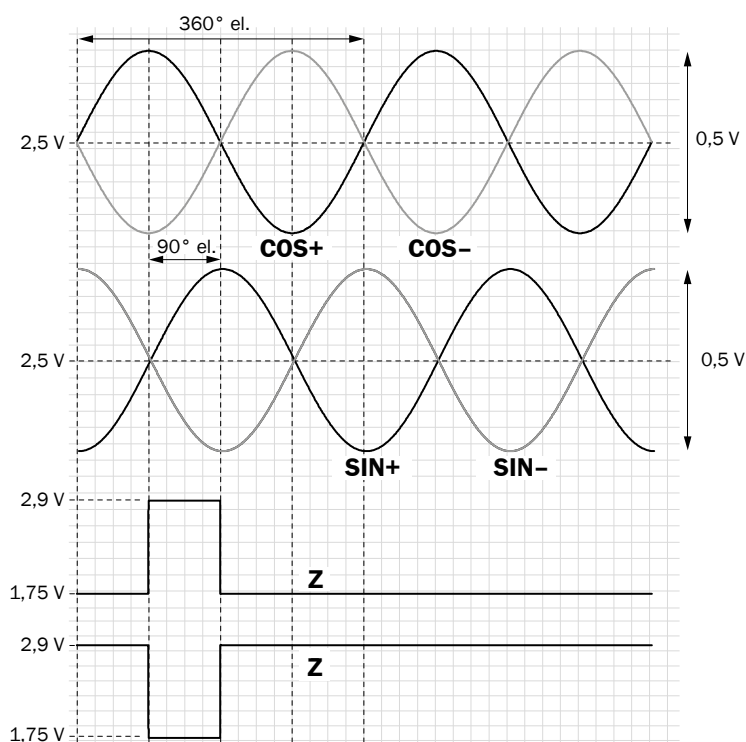 360° el.
2,5 V
0,5 V
COS+
COS–
90° el.
2,5 V
0,5 V
SIN+
SIN–
2,9 V
Z
1,75 V
2,9 V
Z
1,75 V